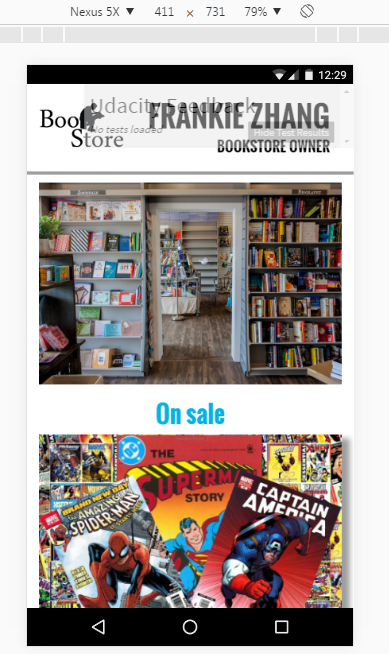 Nexus 5X ▼ 411 × 731 79% ▼
12:29
Udacity Feedback
No tests loaded
Hide Test Results
Book
Store
FRANKIE ZHANG
BOOKSTORE OWNER
On sale
DC
THE
SUPERMAN
STORY
BRAND NEW DAY
THE AMAZING
SPIDER-MAN
CAPTAIN
AMERICA